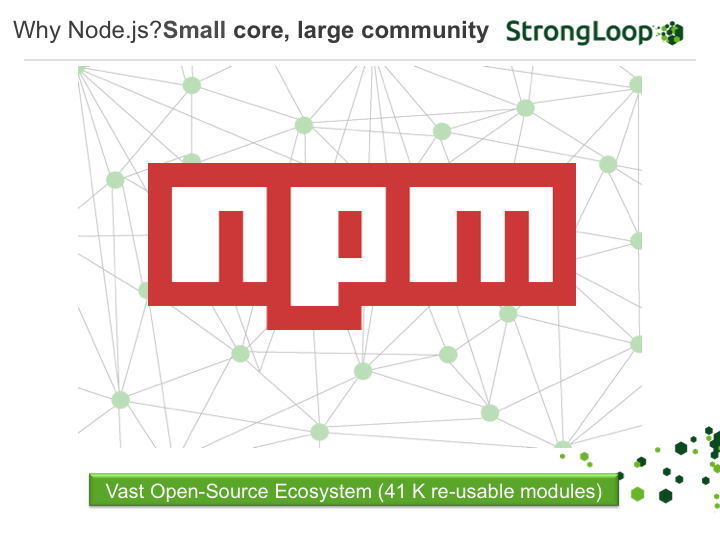 Why Node.js?Small core, large community
StrongLoop
npm
Vast Open-Source Ecosystem (41 K re-usable modules)